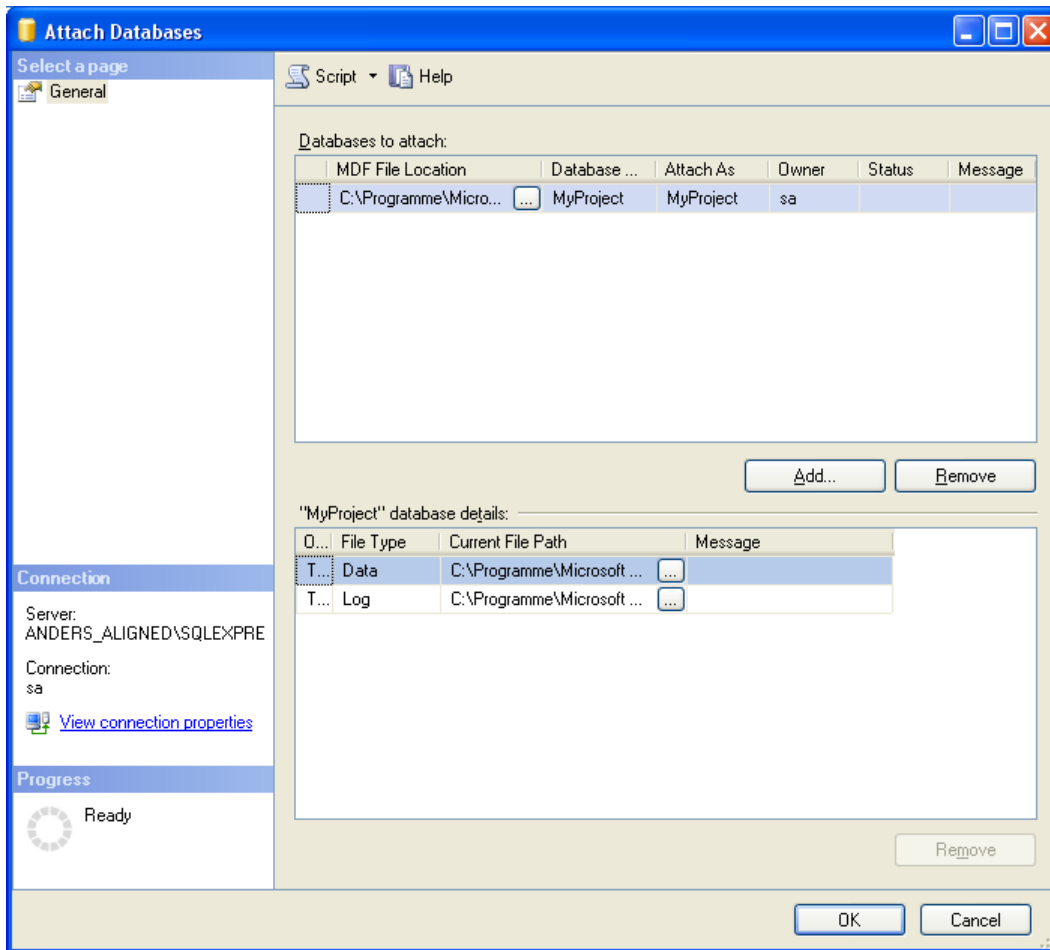 Attach Databases
Select a page
General
Script Help
Databases to attach:
MDF File Location Database ... Attach As Owner Status Message
C:\Programme\Micro... ... MyProject MyProject sa
Add... Remove
"MyProject" database details:
O... File Type Current File Path Message
T... Data C:\Programme\Microsoft ... ...
T... Log C:\Programme\Microsoft ... ...
Connection
Server:
ANDERS_ALIGNED\SQLEXPRE
Connection:
sa
View connection properties
Progress
Ready
Remove
OK Cancel